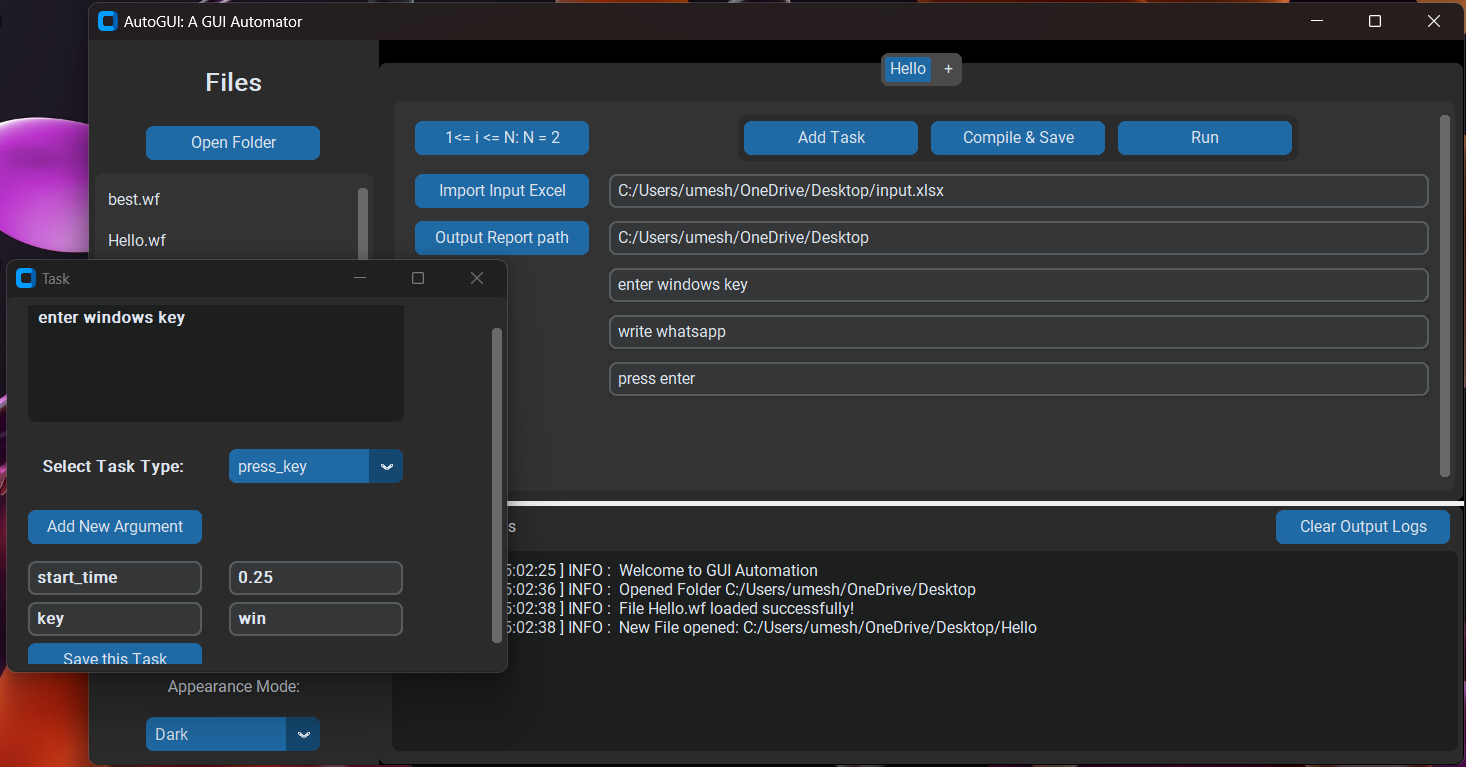 AutoGUI: A GUI Automator
Files
Open Folder
best.wf
Hello.wf
Hello +
1<= i <= N: N = 2
Add Task
Compile & Save
Run
Import Input Excel
C:/Users/umesh/OneDrive/Desktop/input.xlsx
Output Report path
C:/Users/umesh/OneDrive/Desktop
enter windows key
write whatsapp
press enter
Task
enter windows key
Select Task Type:
press_key
Add New Argument
start_time
0.25
key
win
Save this Task
Clear Output Logs
5:02:25 ] INFO : Welcome to GUI Automation
5:02:36 ] INFO : Opened Folder C:/Users/umesh/OneDrive/Desktop
5:02:38 ] INFO : File Hello.wf loaded successfully!
5:02:38 ] INFO : New File opened: C:/Users/umesh/OneDrive/Desktop/Hello
Appearance Mode:
Dark